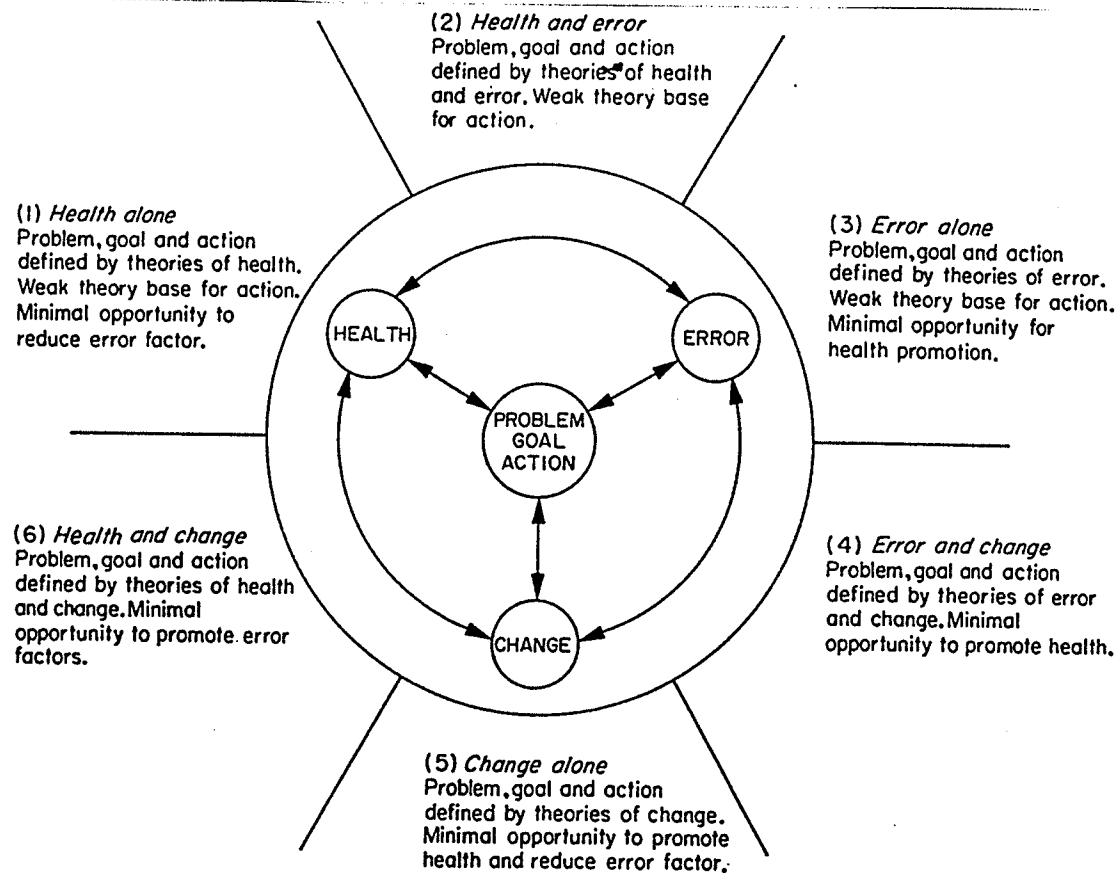 (2) Health and error
Problem, goal and action
defined by theories of health
and error. Weak theory base
for action.
(1) Health alone
Problem, goal and action
defined by theories of health.
Weak theory base for action.
Minimal opportunity to
reduce error factor.
(3) Error alone
Problem, goal and action
defined by theories of error.
Weak theory base for action.
Minimal opportunity for
health promotion.
HEALTH
ERROR
PROBLEM
GOAL
ACTION
CHANGE
(6) Health and change
Problem, goal and action
defined by theories of health
and change. Minimal
opportunity to promote error
factors.
(4) Error and change
Problem, goal and action
defined by theories of error
and change. Minimal
opportunity to promote health.
(5) Change alone
Problem, goal and action
defined by theories of change.
Minimal opportunity to promote
health and reduce error factor.